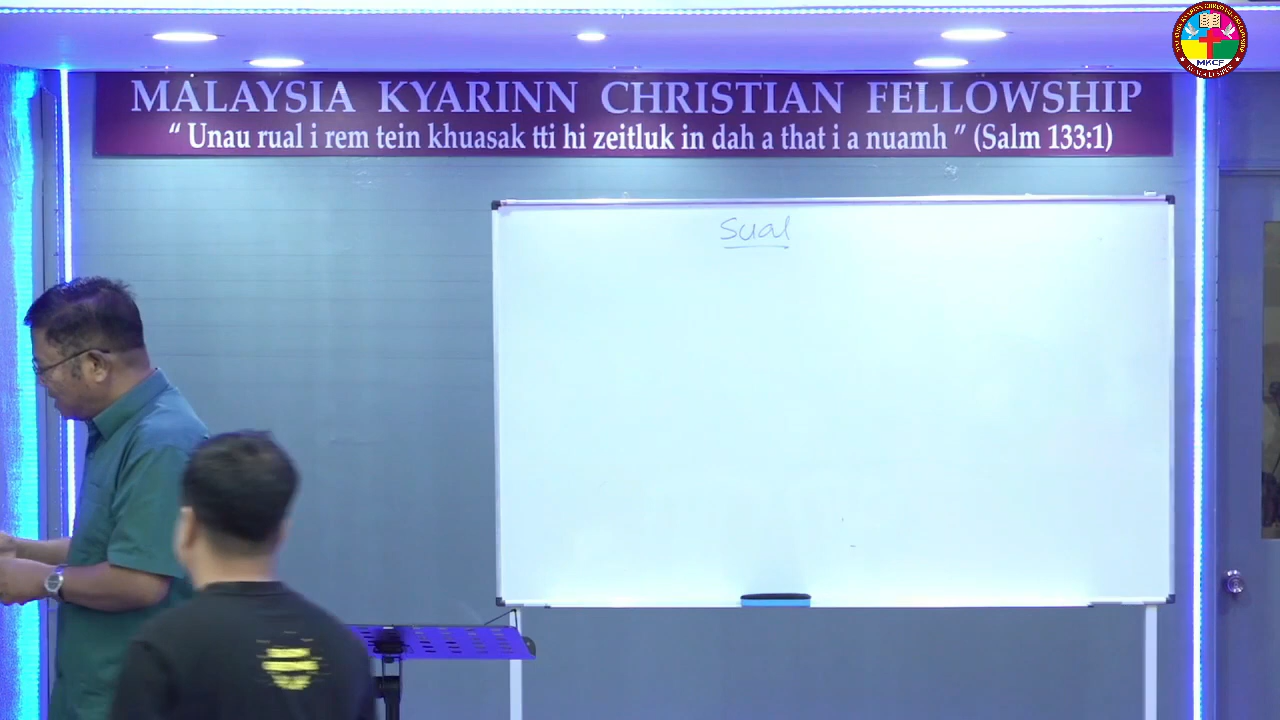 MALAYSIA KYARINN CHRISTIAN FELLOWSHIP
“ Unau rual i rem tein khuasak tti hi zeitluk in dah a that i a nuamh ” (Salm 133:1)
Sual
MKCF